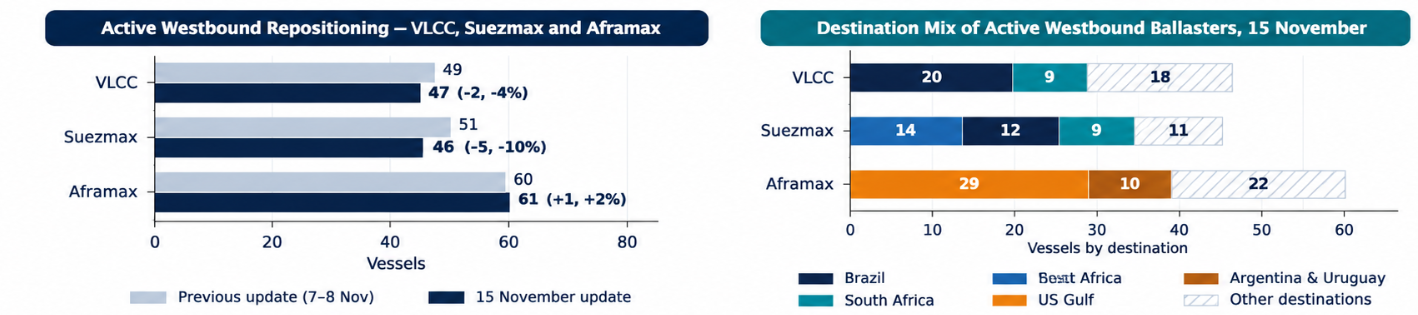 Active Westbound Repositioning – VLCC, Suezmax and Aframax
VLCC
49
47 (-2, -4%)
Suezmax
51
46 (-5, -10%)
Aframax
60
61 (+1, +2%)
0 20 40 60 80
Vessels
Previous update (7–8 Nov) 15 November update
Destination Mix of Active Westbound Ballasters, 15 November
VLCC 20 9 18
Suezmax 14 12 9 11
Aframax 29 10 22
0 10 20 30 40 50 60
Vessels by destination
Brazil Africa Argentina & Uruguay
South Africa US Gulf Other destinations